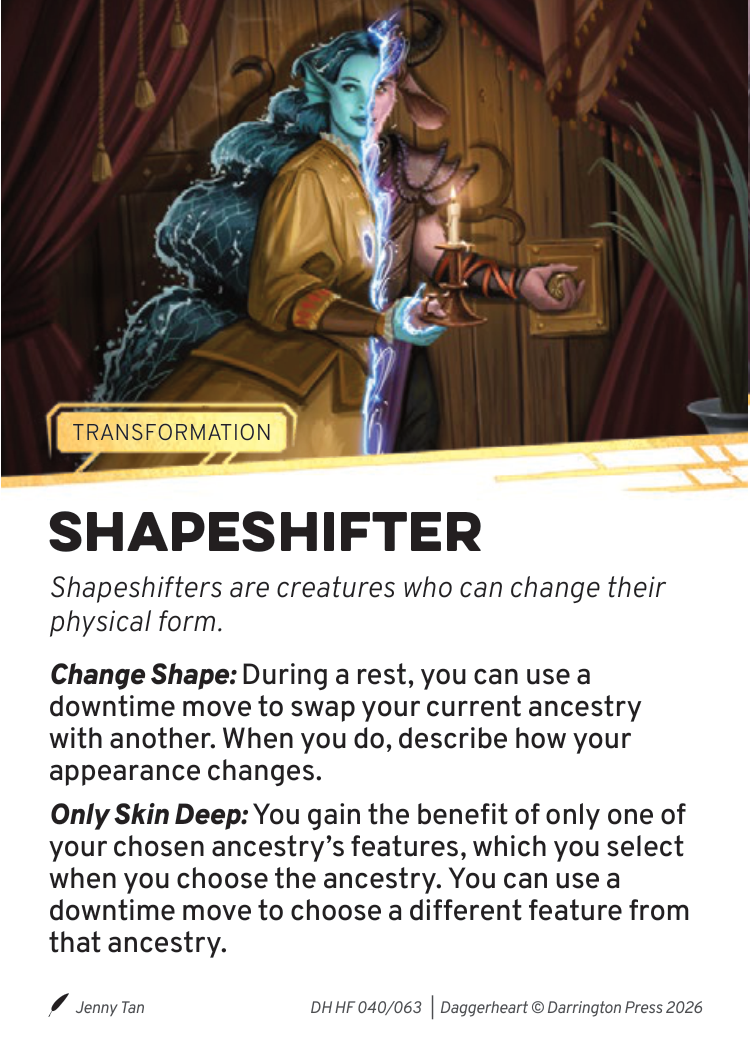 TRANSFORMATION
SHAPESHIFTER
Shapeshifters are creatures who can change their
physical form.
Change Shape: During a rest, you can use a
downtime move to swap your current ancestry
with another. When you do, describe how your
appearance changes.
Only Skin Deep: You gain the benefit of only one of
your chosen ancestry’s features, which you select
when you choose the ancestry. You can use a
downtime move to choose a different feature from
that ancestry.
Jenny Tan
DH HF 040/063 | Daggerheart © Darrington Press 2026